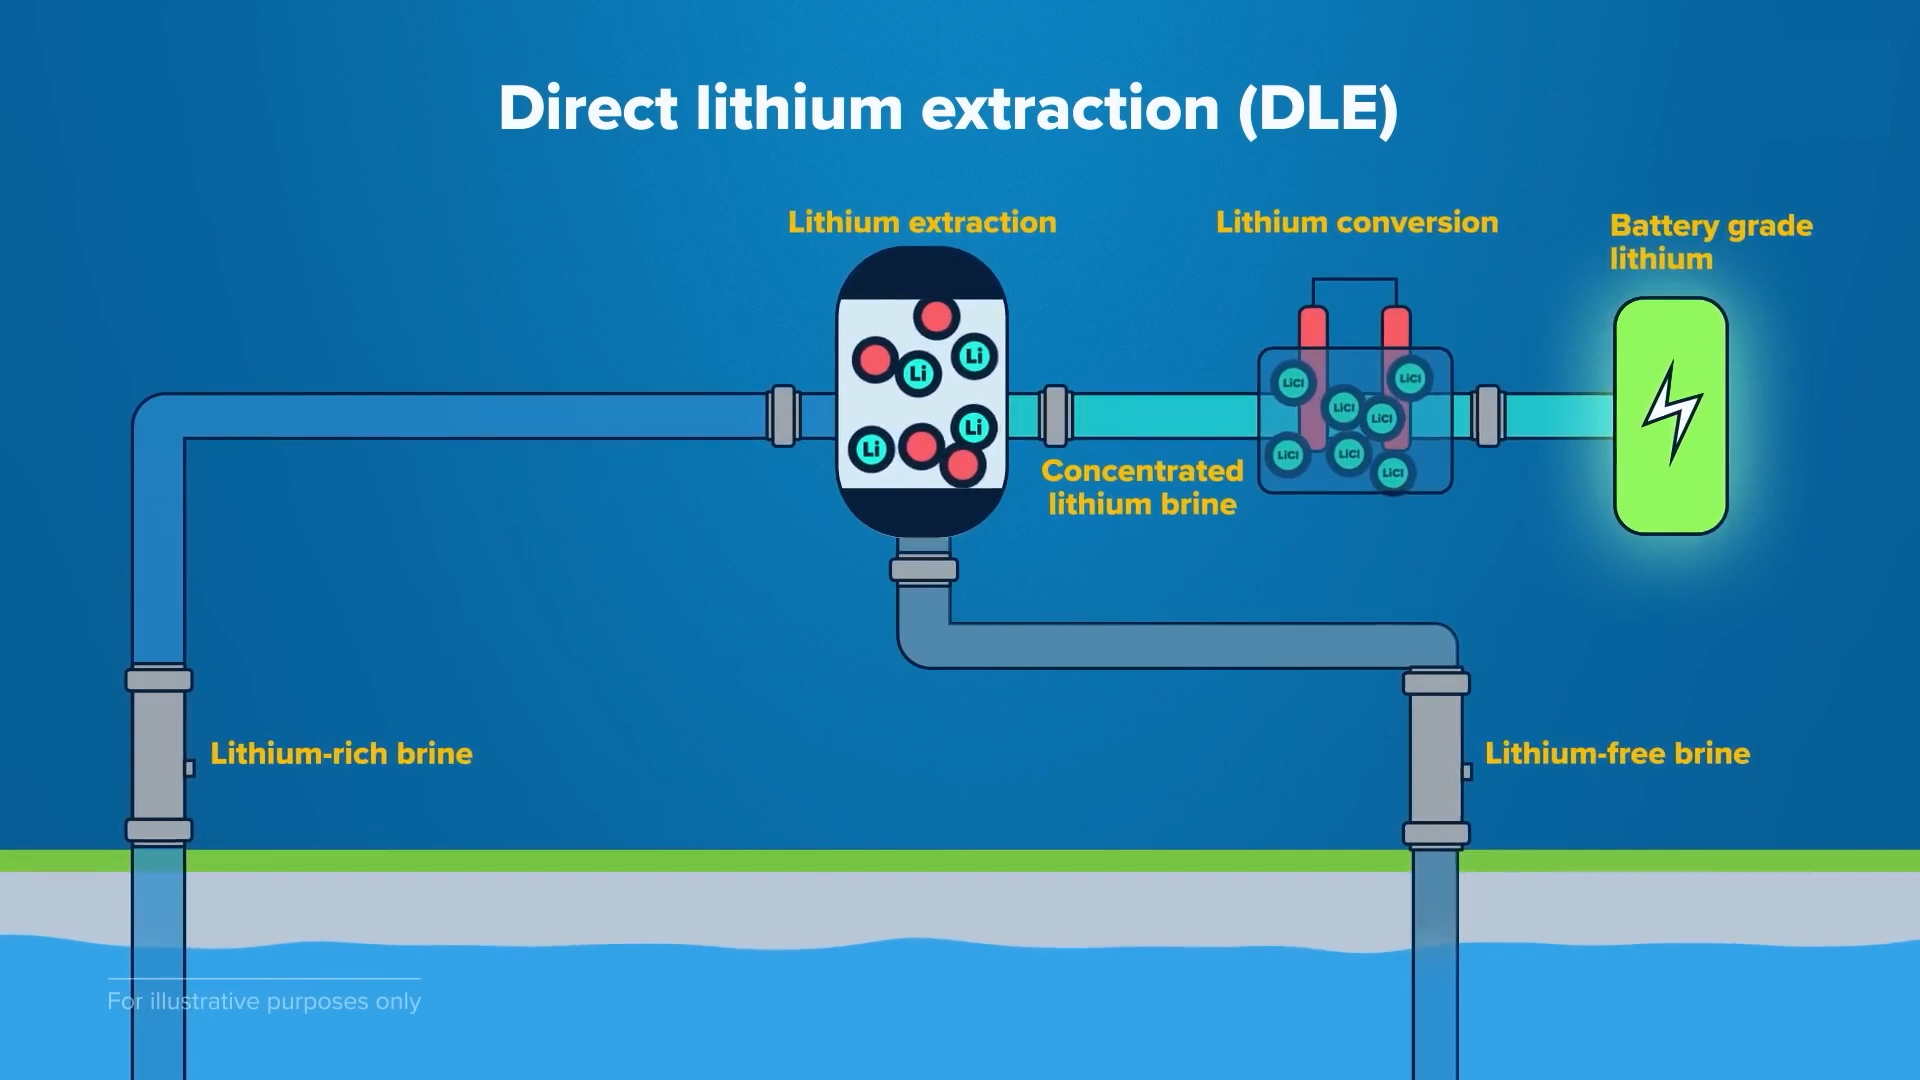 Direct lithium extraction (DLE)
Lithium extraction
Lithium conversion
Battery grade
lithium
Li
Li
Li
Li
LiCl
LiCl
LiCl
LiCl
LiCl
LiCl
LiCl
Concentrated
lithium brine
Lithium-rich brine
Lithium-free brine
For illustrative purposes only